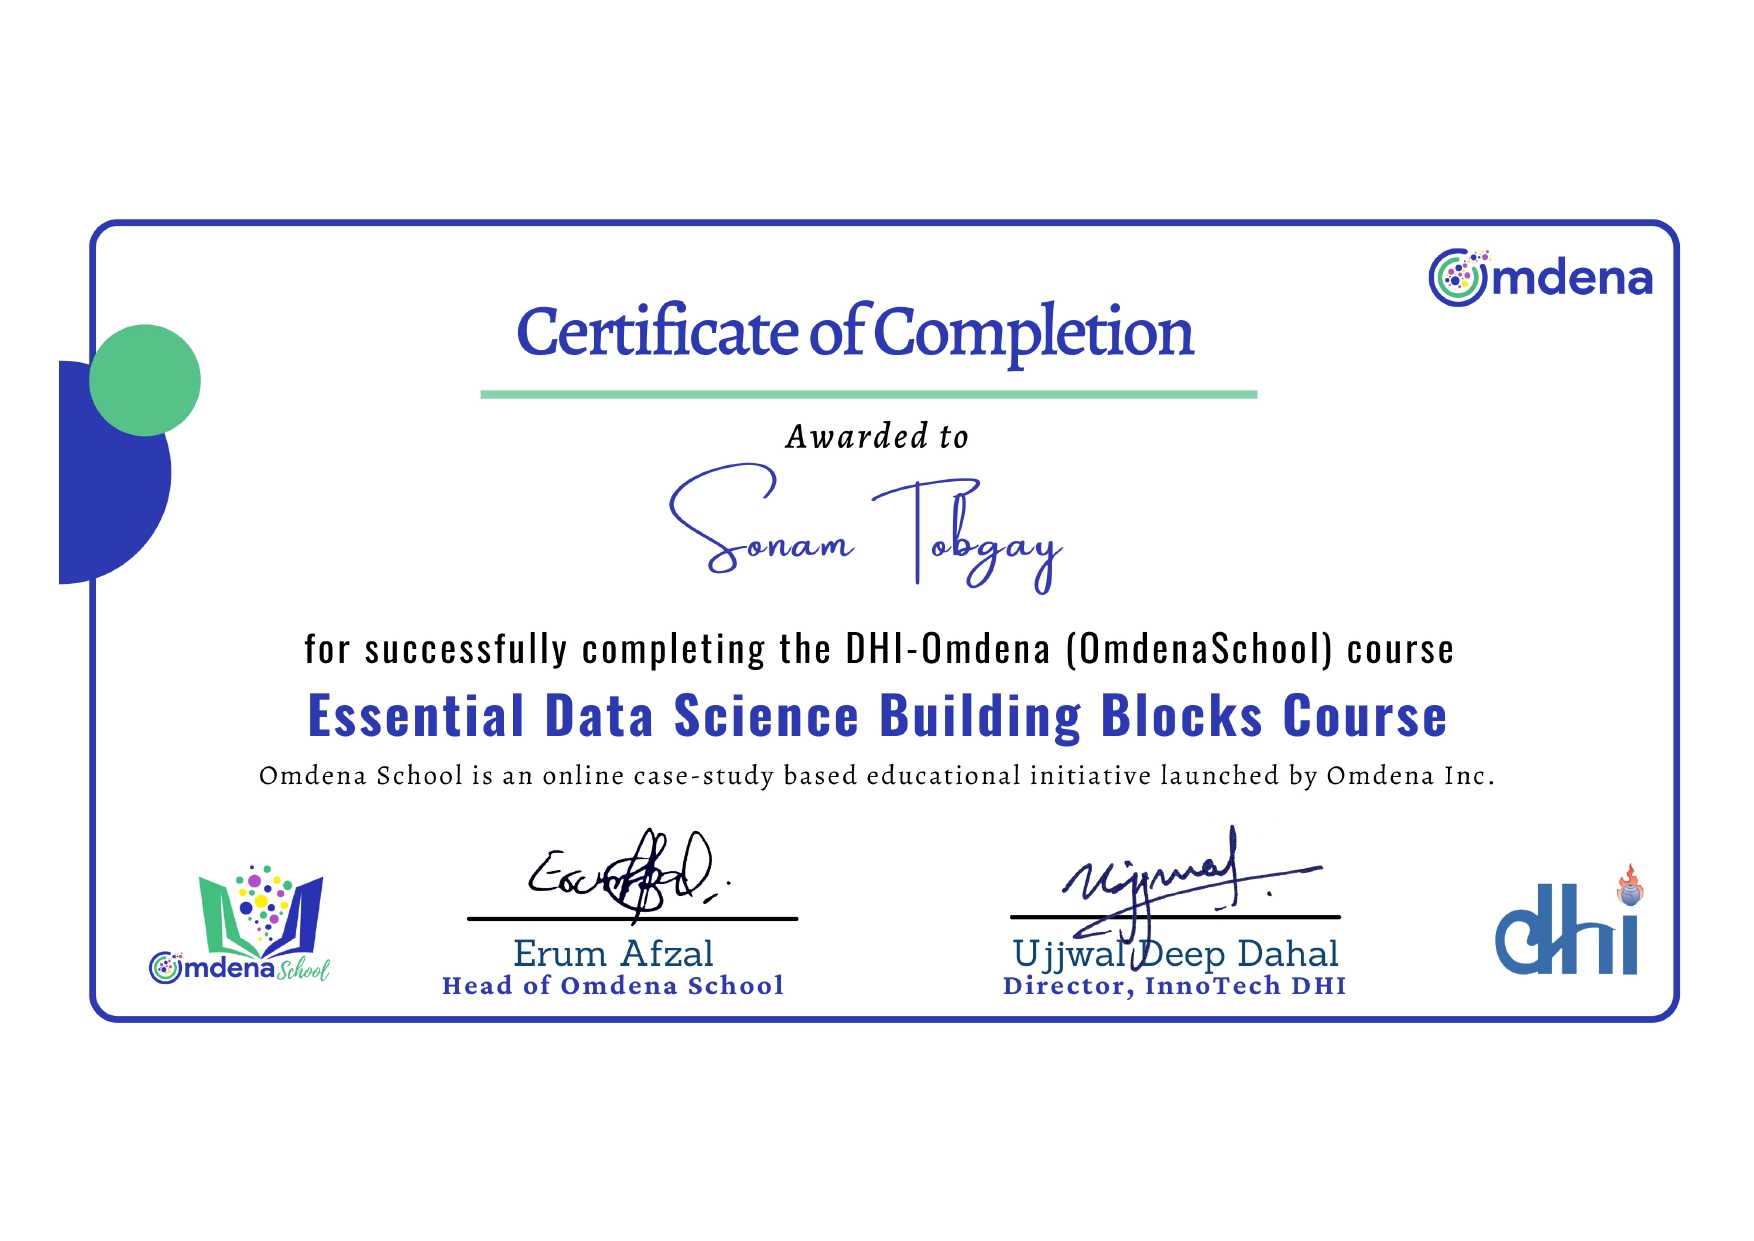 Omdena
Certificate of Completion
Awarded to
Sonam Tobgay
for successfully completing the DHI-Omdena (OmdenaSchool) course
Essential Data Science Building Blocks Course
Omdena School is an online case-study based educational initiative launched by Omdena Inc.
Omdena School
Erum Afzal
Head of Omdena School
Ujjwal Deep Dahal
Director, InnoTech DHI
dhi